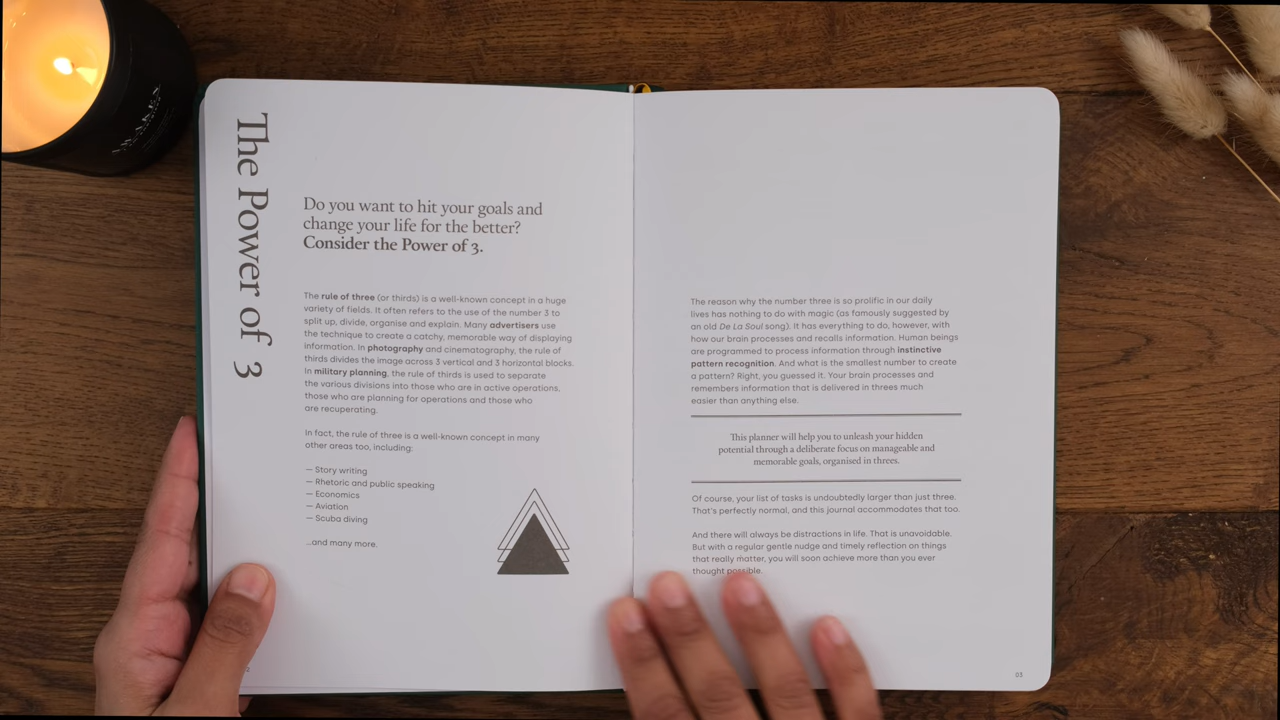 The Power of 3
Do you want to hit your goals and
change your life for the better?
Consider the Power of 3.
The rule of three (or thirds) is a well-known concept in a huge
variety of fields. It often refers to the use of the number 3 to
split up, divide, organise and explain. Many advertisers use
the technique to create a catchy, memorable way of displaying
information. In photography and cinematography, the rule of
thirds divides the image across 3 vertical and 3 horizontal blocks.
In military planning, the rule of thirds is used to separate
the various divisions into those who are in active operations,
those who are planning for operations and those who
are recuperating.
In fact, the rule of three is a well-known concept in many
other areas too, including:
— Story writing
— Rhetoric and public speaking
— Economics
— Aviation
— Scuba diving
...and many more.
The reason why the number three is so prolific in our daily
lives has nothing to do with magic (as famously suggested by
an old De La Soul song). It has everything to do, however, with
how our brain processes and recalls information. Human beings
are programmed to process information through instinctive
pattern recognition. And what is the smallest number to create
a pattern? Right, you guessed it. Your brain processes and
remembers information that is delivered in threes much
easier than anything else.
This planner will help you to unleash your hidden
potential through a deliberate focus on manageable and
memorable goals, organised in threes.
Of course, your list of tasks is undoubtedly larger than just three.
That's perfectly normal, and this journal accommodates that too.
And there will always be distractions in life. That is unavoidable.
But with a regular gentle nudge and timely reflection on things
that really matter, you will soon achieve more than you ever
thought possible.
03